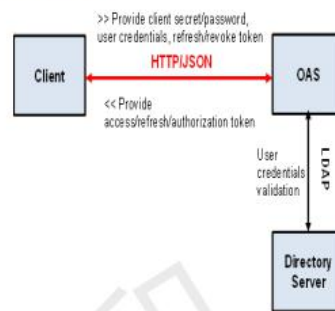 >> Provide client secret/password,
user credentials, refresh/revoke token
HTTP/JSON
Client
OAS
<< Provide
access/refresh/authorization token
User
credentials
validation
LDAP
Directory
Server